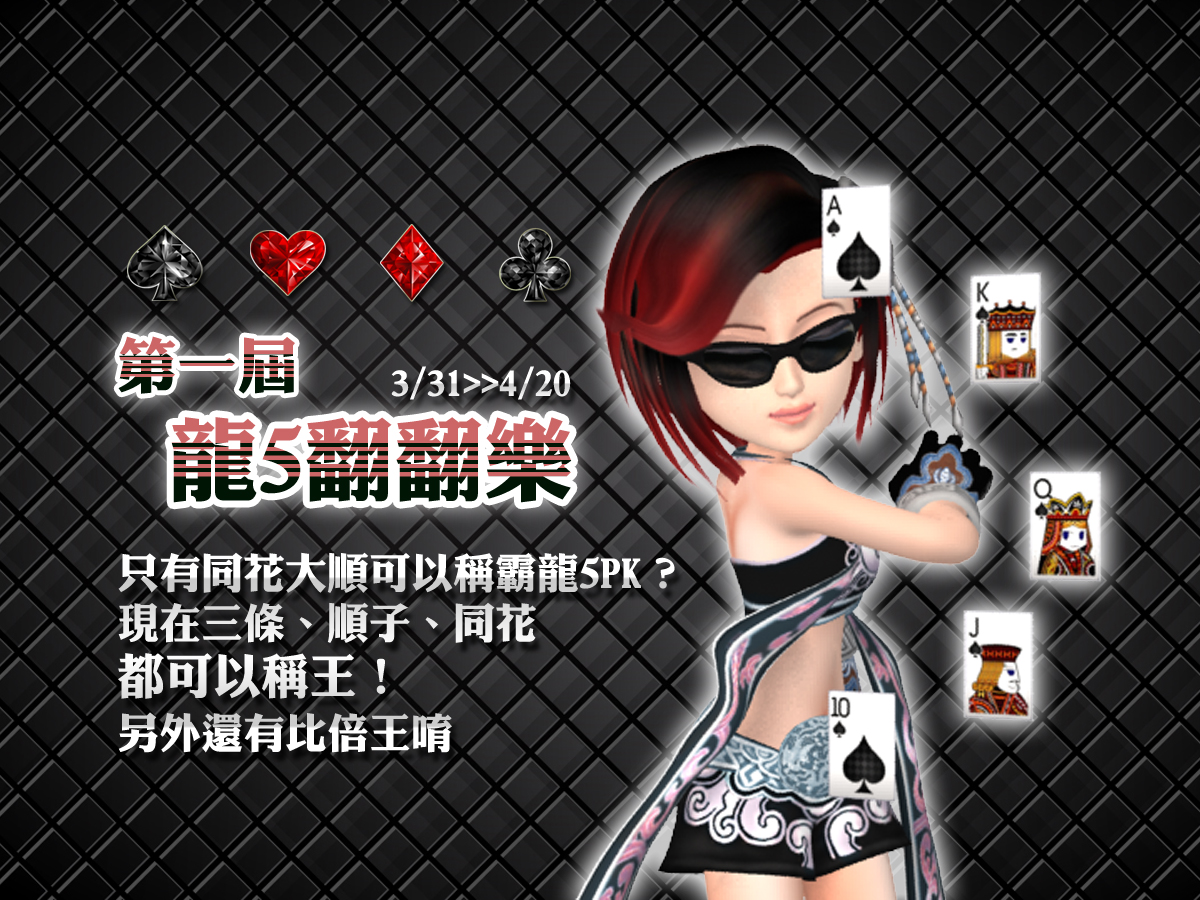 第一屆
3/31>>4/20
龍5翻翻樂
只有同花大順可以稱霸龍5PK？
現在三條、順子、同花
都可以稱王！
另外還有比倍王唷
A
K
Q
J
10